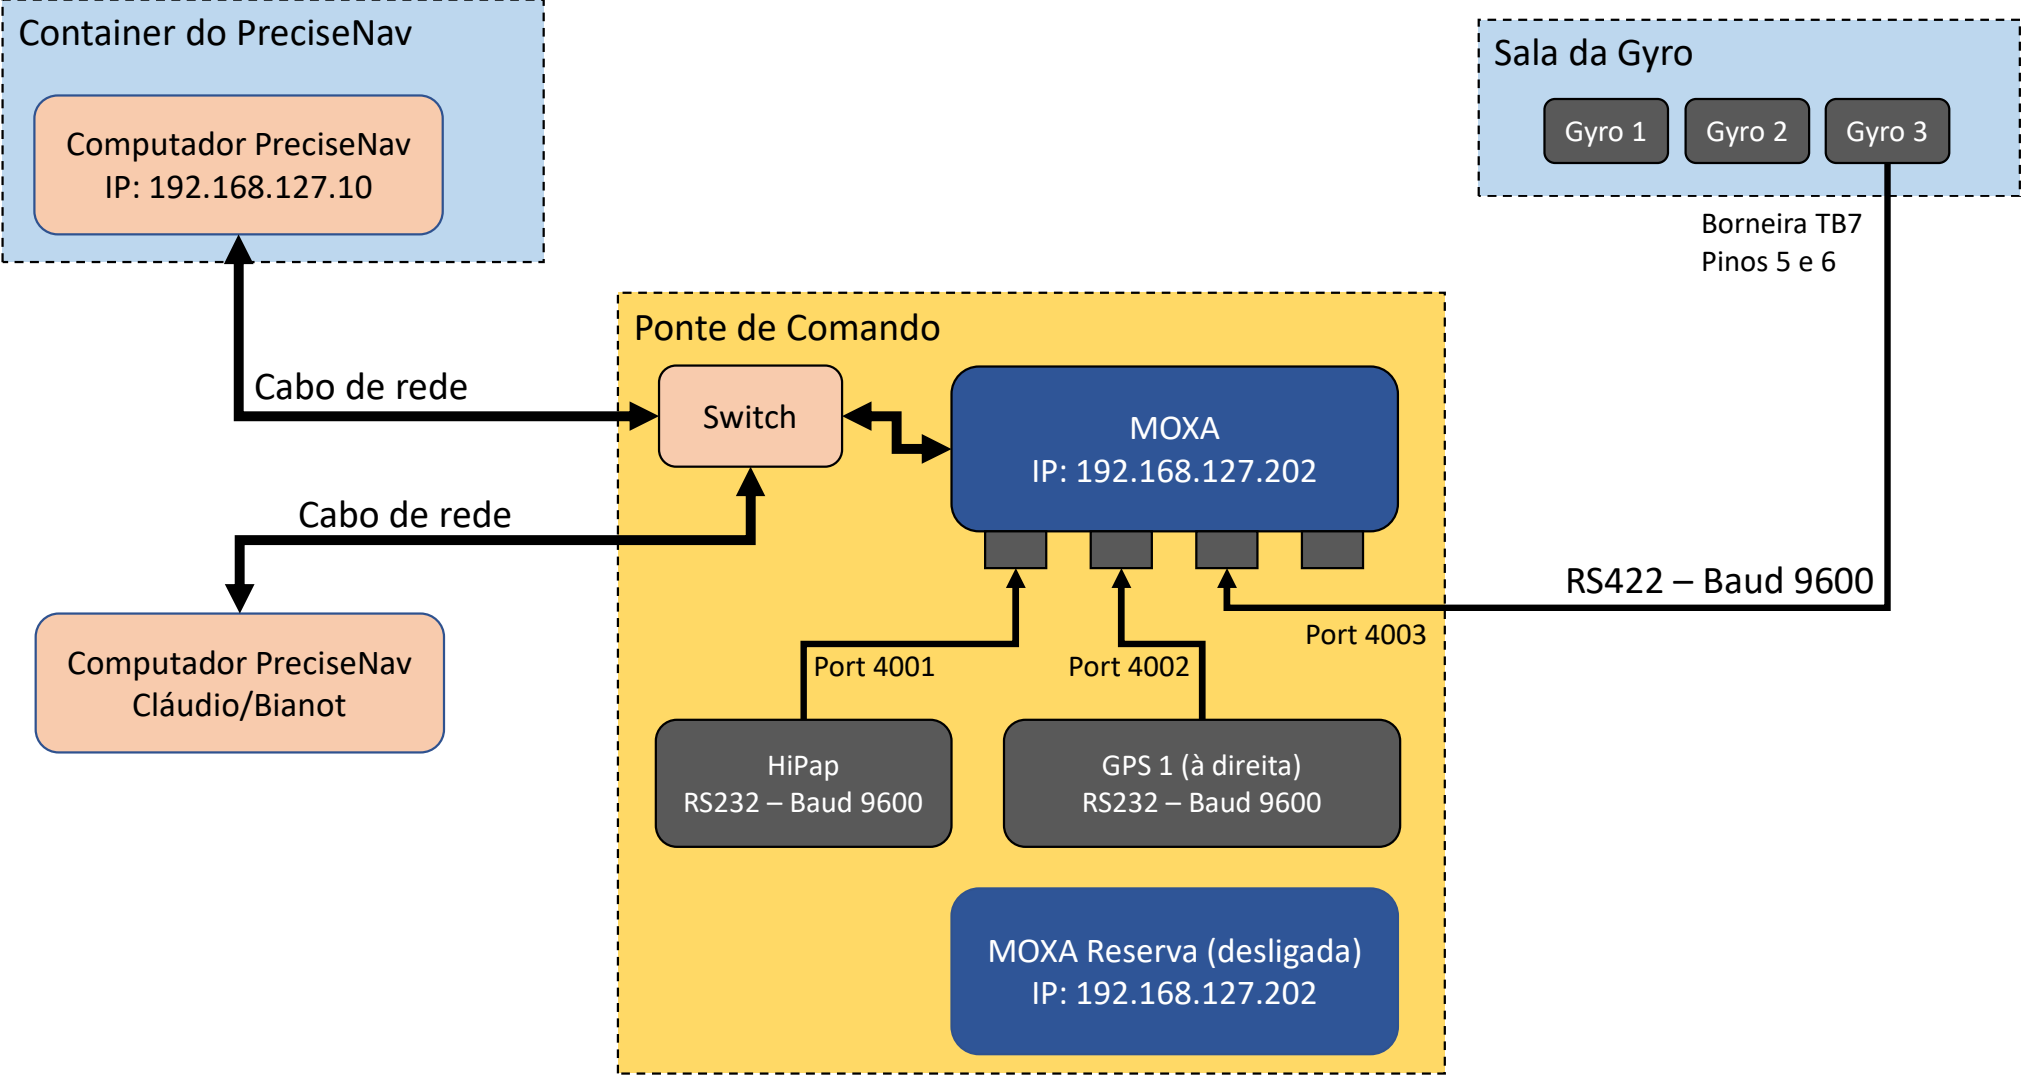 Container do PreciseNav
Computador PreciseNav
IP: 192.168.127.10
Sala da Gyro
Gyro 1
Gyro 2
Gyro 3
Borneira TB7
Pinos 5 e 6
Ponte de Comando
Cabo de rede
Switch
MOXA
IP: 192.168.127.202
Cabo de rede
RS422 – Baud 9600
Port 4003
Port 4001
Port 4002
Computador PreciseNav
Cláudio/Bianot
HiPap
RS232 – Baud 9600
GPS 1 (à direita)
RS232 – Baud 9600
MOXA Reserva (desligada)
IP: 192.168.127.202